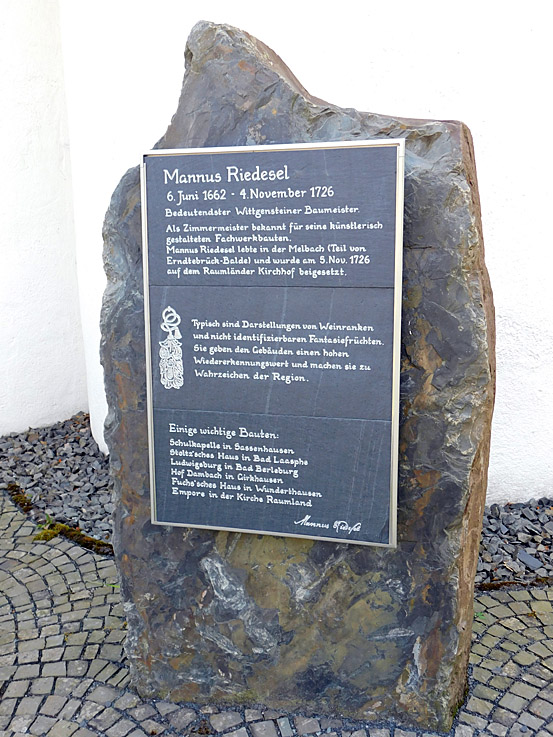 Mannus Riedesel
6. Juni 1662 - 4. November 1726
Bedeutendster Wittgensteiner Baumeister.
Als Zimmermeister bekannt für seine künstlerisch
gestalteten Fachwerkbauten.
Mannus Riedesel lebte in der Melbach (Teil von
Erndtebrück-Balde) und wurde am 5. Nov. 1726
auf dem Raumländer Kirchhof beigesetzt.
Typisch sind Darstellungen von Weinranken
und nicht identifizierbaren Fantasiefrüchten.
Sie geben den Gebäuden einen hohen
Wiedererkennungswert und machen sie zu
Wahrzeichen der Region.
Einige wichtige Bauten:
Schulkapelle in Sassenhausen
Stoltz'sches Haus in Bad Laasphe
Ludwigsburg in Bad Berleburg
Hof Dambach in Girkhausen
Fuchs'sches Haus in Wunderthausen
Empore in der Kirche Raumland
Mannus Ridesel